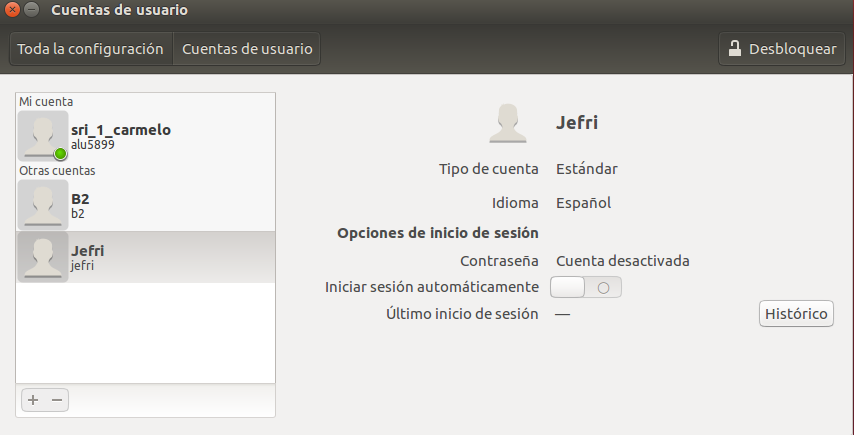 Cuentas de usuario
Toda la configuración
Cuentas de usuario
Desbloquear
Mi cuenta
sri_1_carmelo
alu5899
Otras cuentas
B2
b2
Jefri
jefri
Jefri
Tipo de cuenta Estándar
Idioma Español
Opciones de inicio de sesión
Contraseña Cuenta desactivada
Iniciar sesión automáticamente
Último inicio de sesión —
Histórico